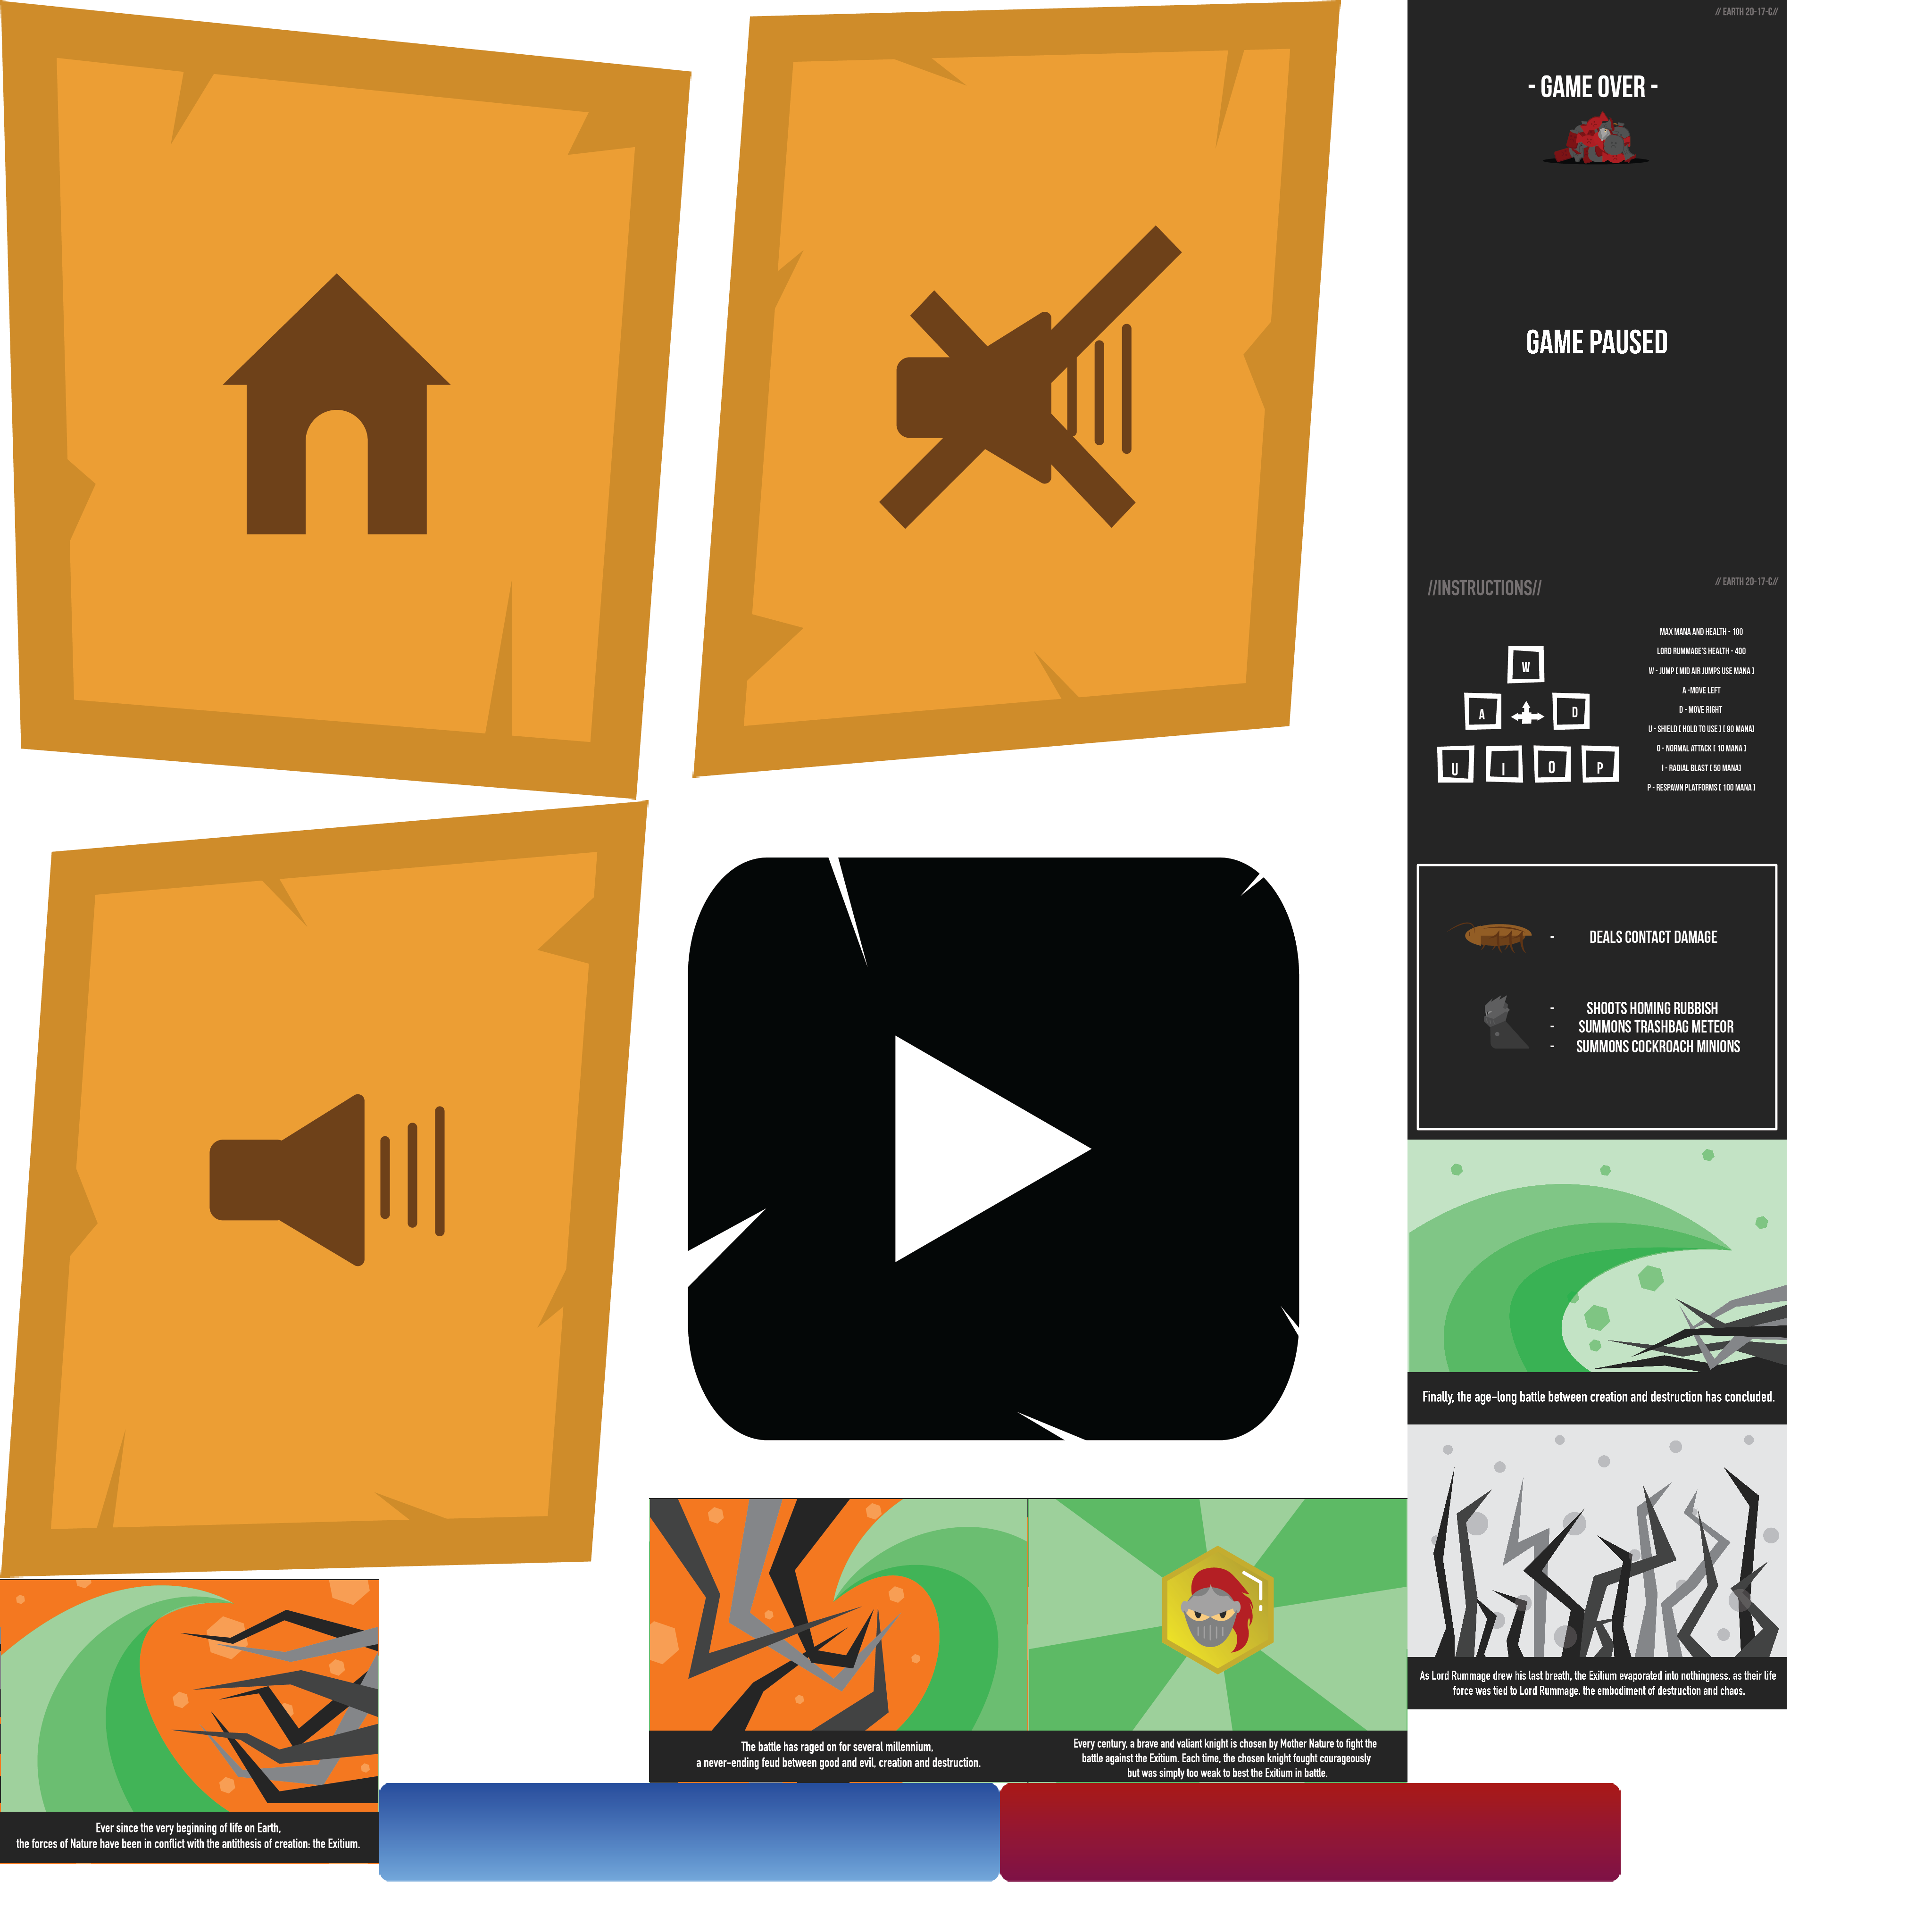 // EARTH 20-17-C//
- GAME OVER -
GAME PAUSED
//INSTRUCTIONS//
// EARTH 20-17-C//
W
A
D
U
I
O
P
MAX MANA AND HEALTH - 100
LORD RUMMAGE'S HEALTH - 400
W - JUMP [ MID AIR JUMPS USE MANA ]
A -MOVE LEFT
D - MOVE RIGHT
U - SHIELD [ HOLD TO USE ] [ 90 MANA]
O - NORMAL ATTACK [ 10 MANA ]
I - RADIAL BLAST [ 50 MANA]
P - RESPAWN PLATFORMS [ 100 MANA ]
- DEALS CONTACT DAMAGE
- SHOOTS HOMING RUBBISH
- SUMMONS TRASHBAG METEOR
- SUMMONS COCKROACH MINIONS
Finally, the age-long battle between creation and destruction has concluded.
As Lord Rummage drew his last breath, the Exitium evaporated into nothingness, as their life
force was tied to Lord Rummage, the embodiment of destruction and chaos.
The battle has raged on for several millennium,
a never-ending feud between good and evil, creation and destruction.
Every century, a brave and valiant knight is chosen by Mother Nature to fight the
battle against the Exitium. Each time, the chosen knight fought courageously
but was simply too weak to best the Exitium in battle.
Ever since the very beginning of life on Earth,
the forces of Nature have been in conflict with the antithesis of creation: the Exitium.